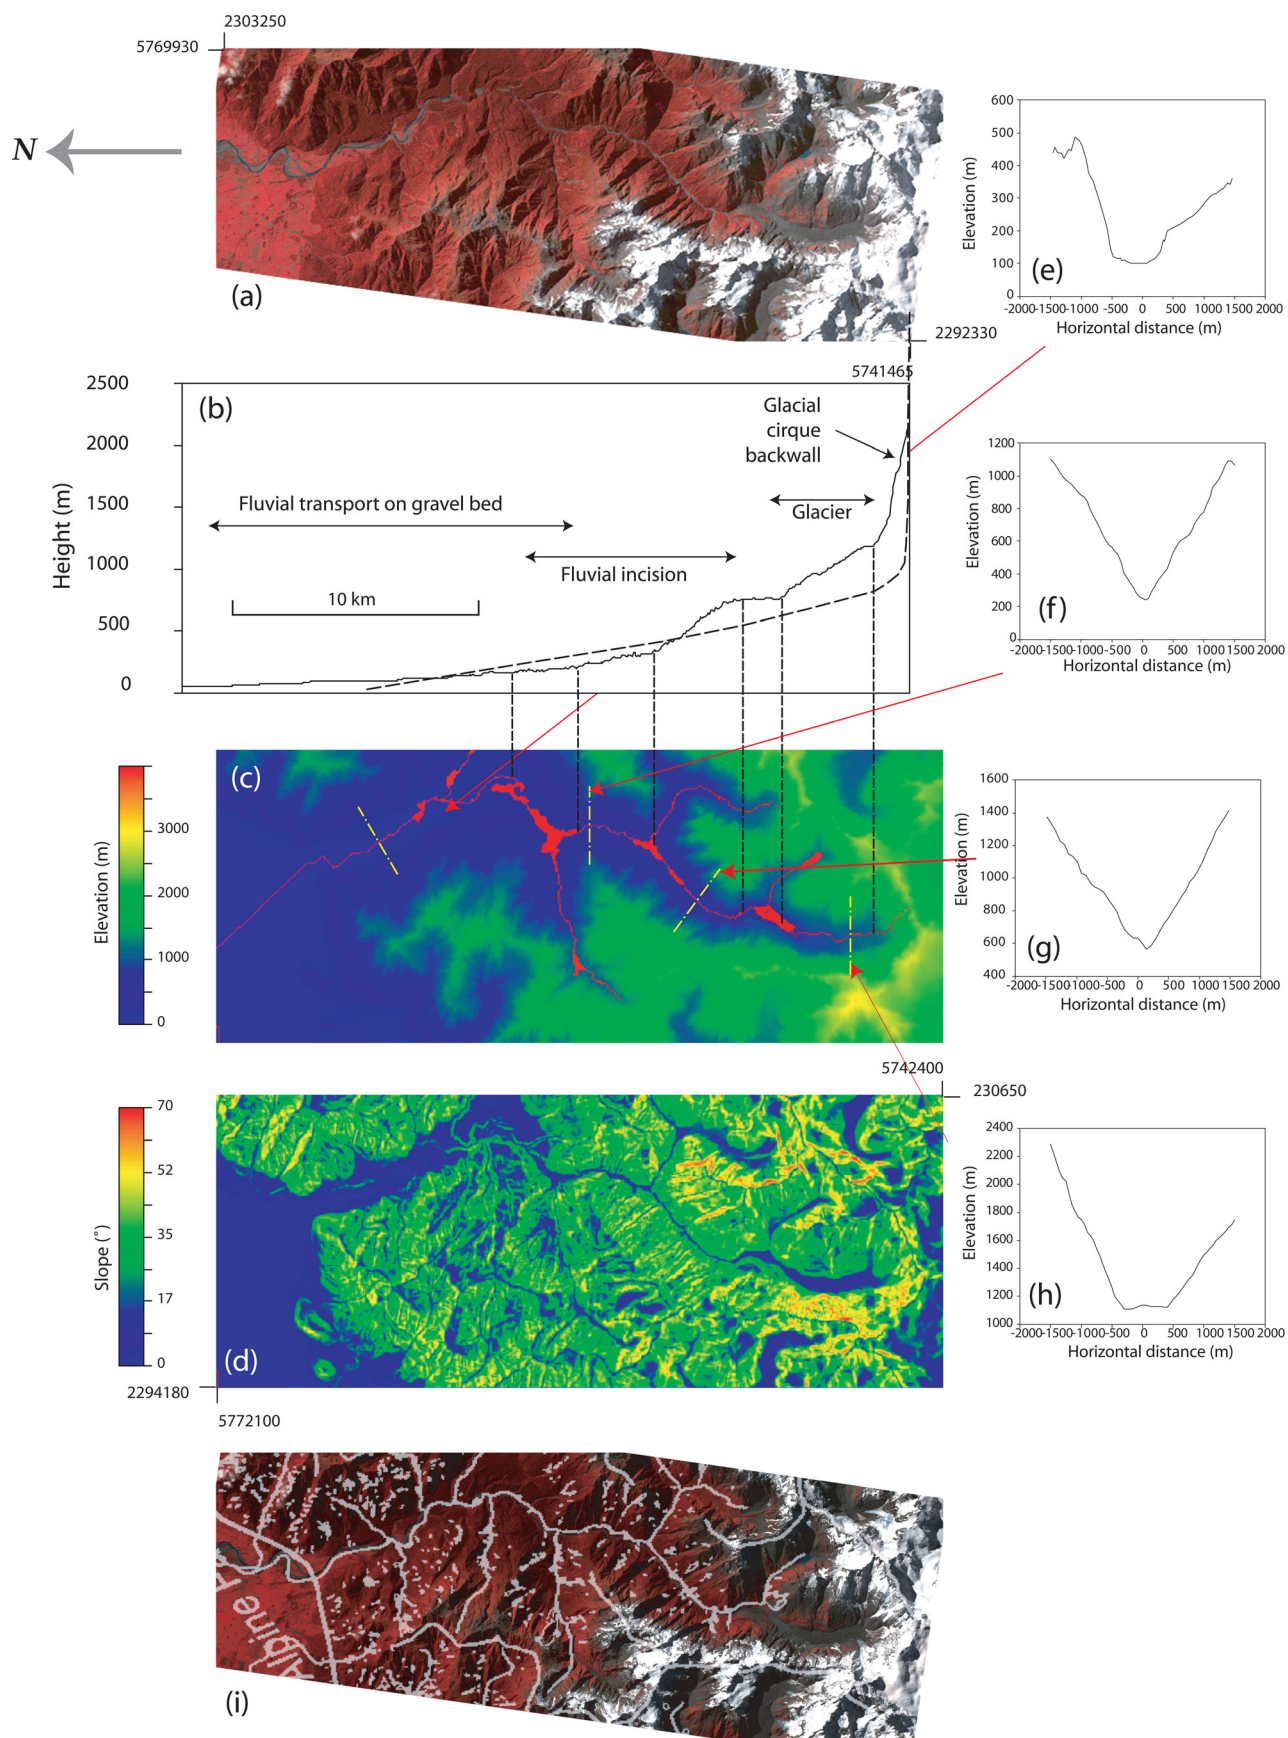 2303250
5769930
N
(a)
2292330
5741465
600
500
400
300
200
100
0
Elevation (m)
(e)
-2000-1500-1000 -500 0 500 1000 1500 2000
Horizontal distance (m)
2500
2000
1500
1000
500
0
Height (m)
(b)
Glacial
cirque
backwall
Fluvial transport on gravel bed
Glacier
Fluvial incision
10 km
1200
1000
800
600
400
200
0
Elevation (m)
(f)
-2000-1500-1000 -500 0 500 1000 1500 2000
Horizontal distance (m)
(c)
3000
2000
1000
0
Elevation (m)
1600
1400
1200
1000
800
600
400
Elevation (m)
(g)
-2000-1500-1000 -500 0 500 1000 1500 2000
Horizontal distance (m)
5742400
230650
70
52
35
17
0
Slope (°)
(d)
2294180
5772100
2400
2200
2000
1800
1600
1400
1200
1000
Elevation (m)
(h)
-2000-1500-1000 -500 0 500 1000 1500 2000
Horizontal distance (m)
(i)